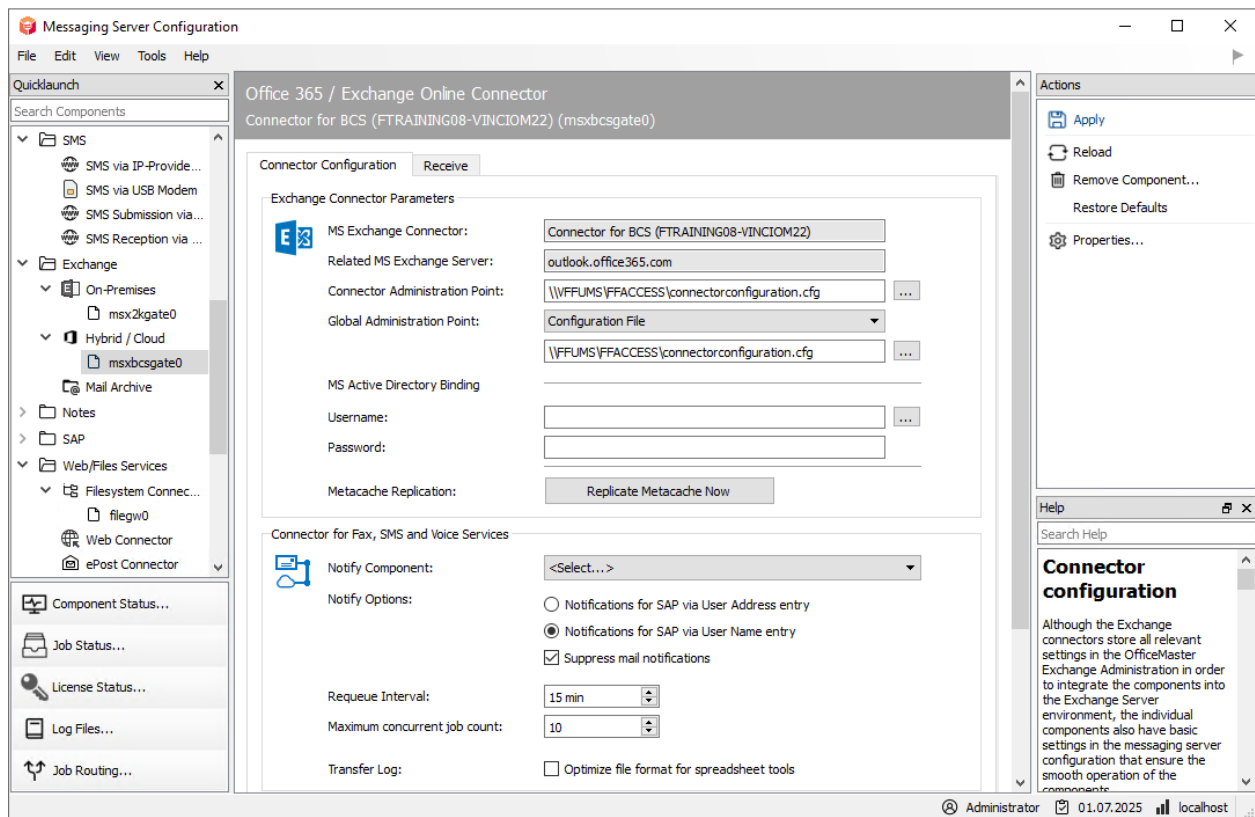 Messaging Server Configuration
File Edit View Tools Help
Quicklaunch
Search Components
SMS
SMS via IP-Provide...
SMS via USB Modem
SMS Submission via...
SMS Reception via ...
Exchange
On-Premises
msx2kgate0
Hybrid / Cloud
msxbcsgate0
Mail Archive
Notes
SAP
Web/Files Services
Filesystem Connec...
filegw0
Web Connector
ePost Connector
Component Status...
Job Status...
License Status...
Log Files...
Job Routing...
Office 365 / Exchange Online Connector
Connector for BCS (FTRAINING08-VINCIOM22) (msxbcsgate0)
Connector Configuration Receive
Exchange Connector Parameters
MS Exchange Connector: Connector for BCS (FTRAINING08-VINCIOM22)
Related MS Exchange Server: outlook.office365.com
Connector Administration Point: \\VFFUMS\FFACCESS\connectorconfiguration.cfg ...
Global Administration Point: Configuration File
\\FFUMS\FFACCESS\connectorconfiguration.cfg ...
MS Active Directory Binding
Username: ...
Password:
Metacache Replication: Replicate Metacache Now
Connector for Fax, SMS and Voice Services
Notify Component: <Select...>
Notify Options: Notifications for SAP via User Address entry
Notifications for SAP via User Name entry
Suppress mail notifications
Requeue Interval: 15 min
Maximum concurrent job count: 10
Transfer Log: Optimize file format for spreadsheet tools
Actions
Apply
Reload
Remove Component...
Restore Defaults
Properties...
Help
Search Help
Connector
configuration
Although the Exchange
connectors store all relevant
settings in the OfficeMaster
Exchange Administration in order
to integrate the components into
the Exchange Server
environment, the individual
components also have basic
settings in the messaging server
configuration that ensure the
smooth operation of the
components
Administrator 01.07.2025 localhost